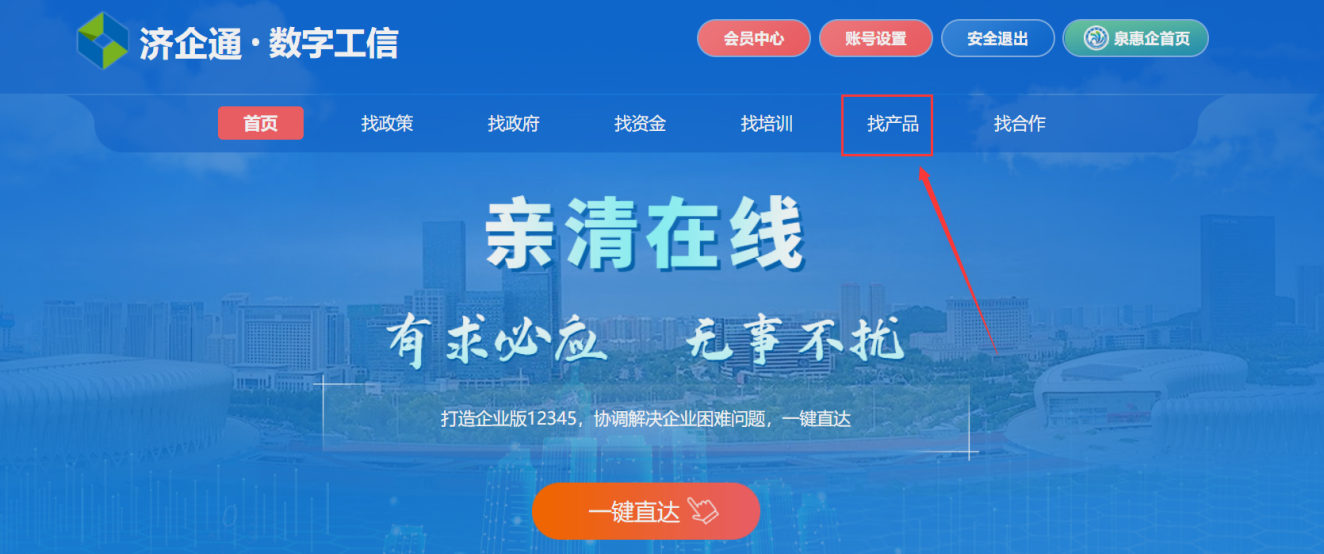 济企通·数字工信
会员中心 账号设置 安全退出 泉惠企首页
首页 找政策 找政府 找资金 找培训 找产品 找合作
亲清在线
有求必应 无事不扰
打造企业版12345，协调解决企业困难问题，一键直达
一键直达